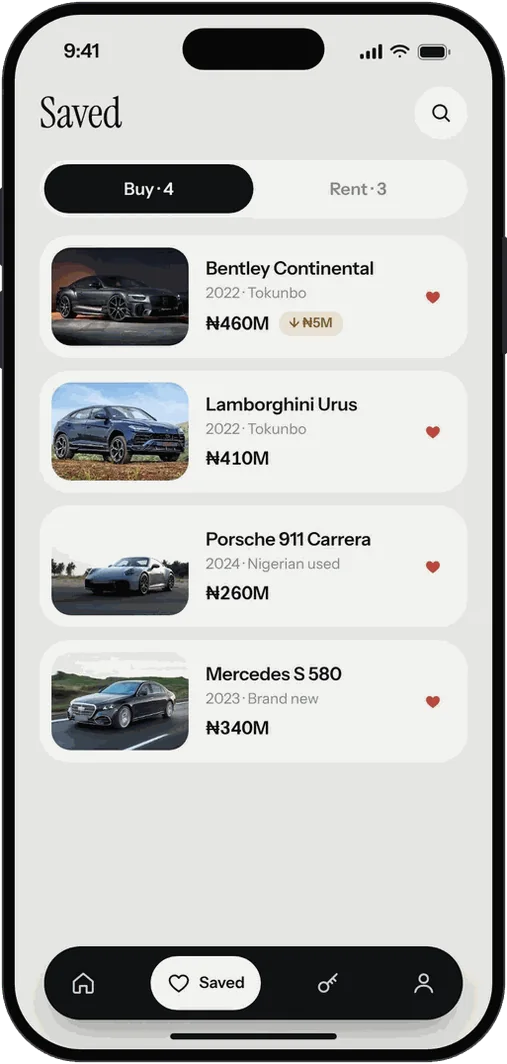 9:41
Saved
Buy · 4
Rent · 3
Bentley Continental
2022 · Tokunbo
₦460M ↓ ₦5M
Lamborghini Urus
2022 · Tokunbo
₦410M
Porsche 911 Carrera
2024 · Nigerian used
₦260M
Mercedes S 580
2023 · Brand new
₦340M
Saved